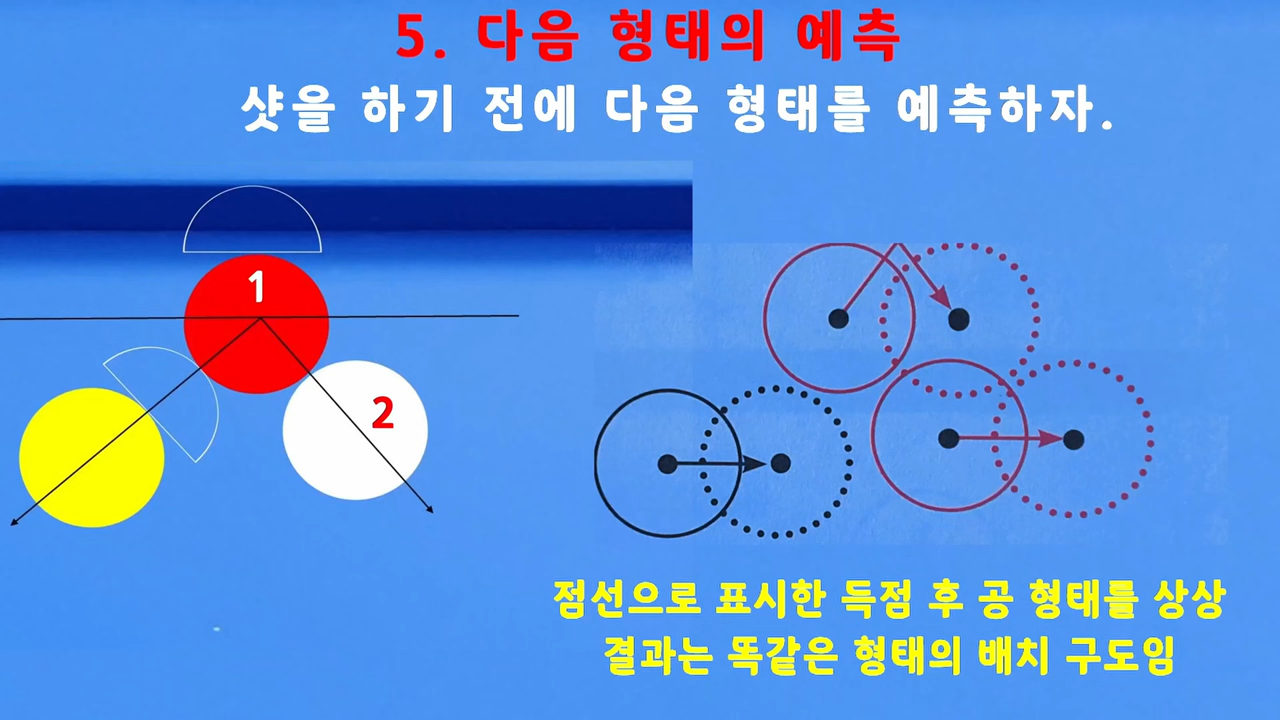 5. 다음 형태의 예측
샷을 하기 전에 다음 형태를 예측하자.
1
2
점선으로 표시한 득점 후 공 형태를 상상
결과는 똑같은 형태의 배치 구도임